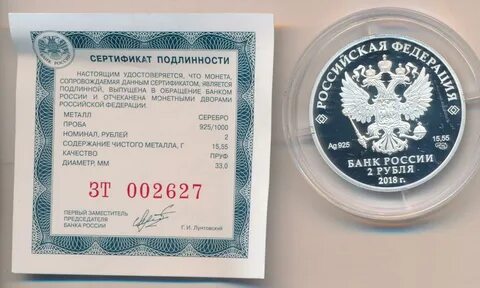 СЕРТИФИКАТ ПОДЛИННОСТИ
НАСТОЯЩИМ УДОСТОВЕРЯЕТСЯ, ЧТО МОНЕТА,
СОПРОВОЖДАЕМАЯ ДАННЫМ СЕРТИФИКАТОМ, ЯВЛЯЕТСЯ
ПОДЛИННОЙ, ВЫПУЩЕНА В ОБРАЩЕНИЕ БАНКОМ
РОССИИ И ОТЧЕКАНЕНА МОНЕТНЫМИ ДВОРАМИ
РОССИЙСКОЙ ФЕДЕРАЦИИ.
МЕТАЛЛ СЕРЕБРО
ПРОБА 925/1000
НОМИНАЛ, РУБЛЕЙ 2
СОДЕРЖАНИЕ ЧИСТОГО МЕТАЛЛА, Г 15,55
КАЧЕСТВО ПРУФ
ДИАМЕТР, ММ 33,0
ЗТ 002627
ПЕРВЫЙ ЗАМЕСТИТЕЛЬ
ПРЕДСЕДАТЕЛЯ
БАНКА РОССИИ
Г. И. Лунтовский
РОССИЙСКАЯ ФЕДЕРАЦИЯ
Ag 925 15,55
БАНК РОССИИ
2 РУБЛЯ
2018 г.